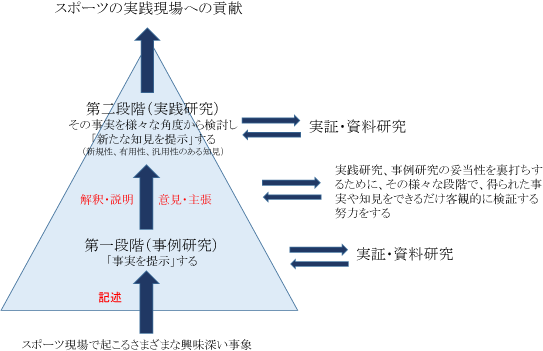 スポーツの実践現場への貢献
第二段階（実践研究）
その事実を様々な角度から検討し
「新たな知見を提示」する
（新規性、有用性、汎用性のある知見）
実証・資料研究
解釈・説明
意見・主張
実践研究、事例研究の妥当性を裏打ちす
るために、その様々な段階で、得られた事
実や知見をできるだけ客観的に検証する
努力をする
第一段階（事例研究）
「事実を提示」する
実証・資料研究
記述
スポーツ現場で起こるさまざまな興味深い事象